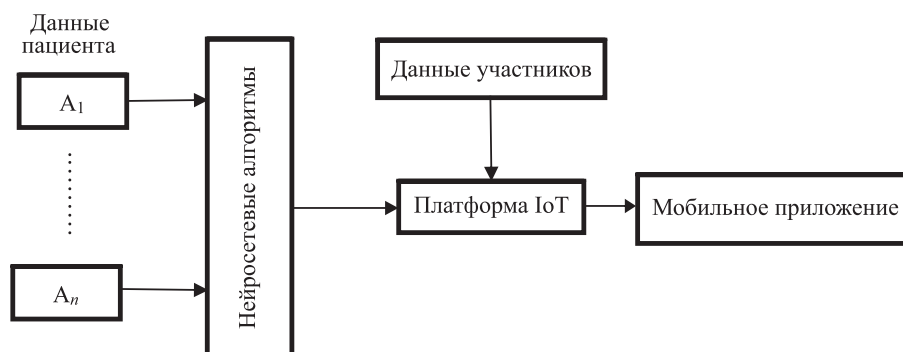 Данные
пациента
A1
An
Нейросетевые алгоритмы
Данные участников
Платформа IoT
Мобильное приложение